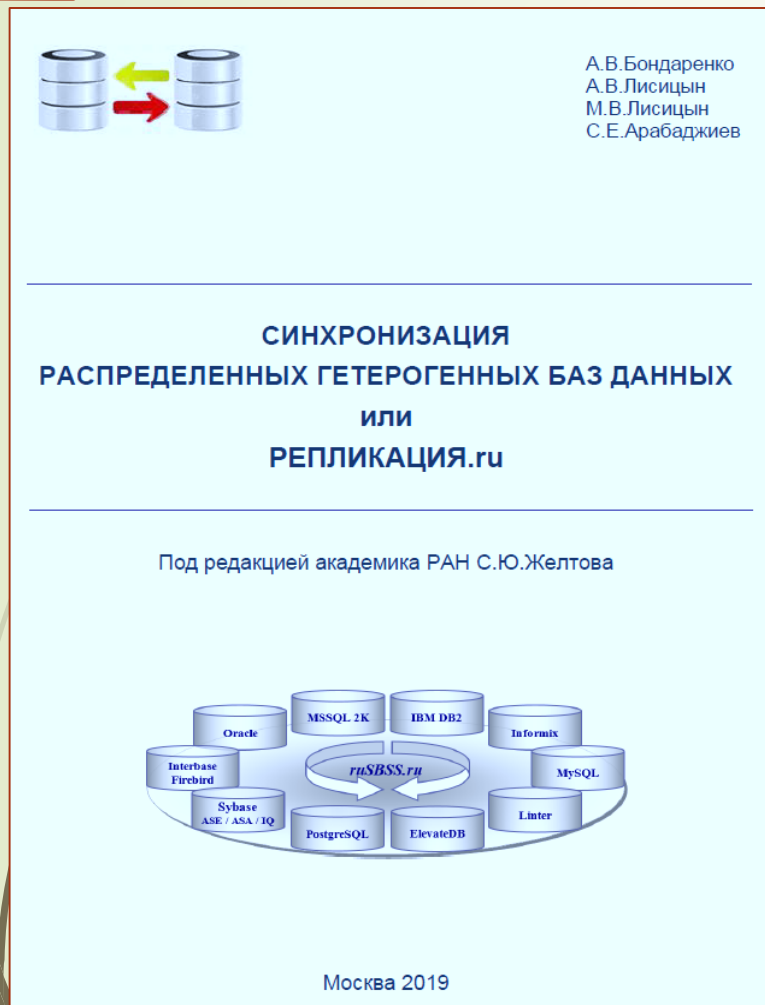 А.В.Бондаренко
А.В.Лисицын
М.В.Лисицын
С.Е.Арабаджиев
СИНХРОНИЗАЦИЯ
РАСПРЕДЕЛЕННЫХ ГЕТЕРОГЕННЫХ БАЗ ДАННЫХ
или
РЕПЛИКАЦИЯ.ru
Под редакцией академика РАН С.Ю.Желтова
MSSQL 2K
IBM DB2
Oracle
Informix
Interbase
Firebird
ruSBSS.ru
MySQL
Sybase
ASE / ASA / IQ
Linter
PostgreSQL
ElevateDB
Москва 2019